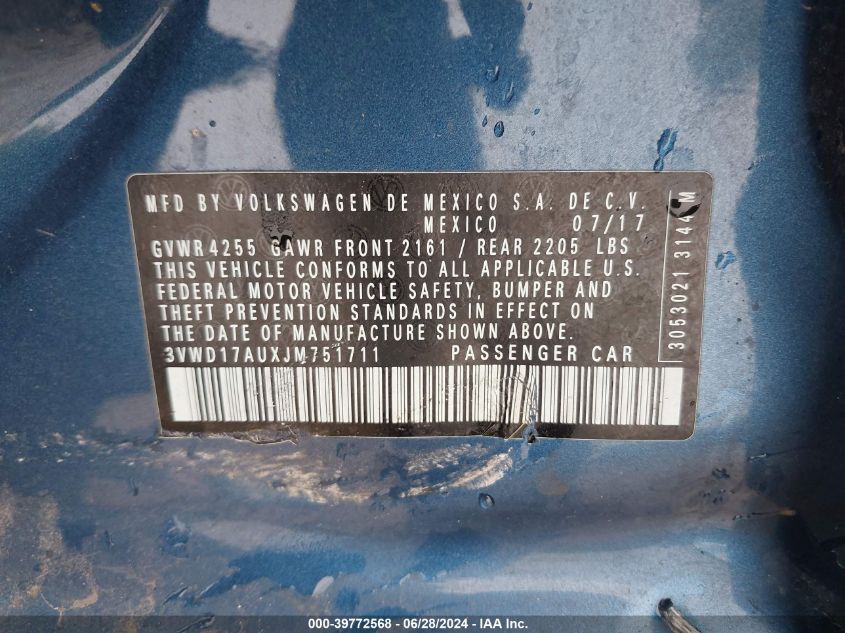 MFD BY VOLKSWAGEN DE MEXICO S.A. DE C.V.
MEXICO 07/17
GVWR 4255 GAWR FRONT 2161 / REAR 2205 LBS
THIS VEHICLE CONFORMS TO ALL APPLICABLE U.S.
FEDERAL MOTOR VEHICLE SAFETY, BUMPER AND
THEFT PREVENTION STANDARDS IN EFFECT ON
THE DATE OF MANUFACTURE SHOWN ABOVE.
3VWD17AUXJM751711 PASSENGER CAR
3053021 3144 M
000-39772568 - 06/28/2024 - IAA Inc.